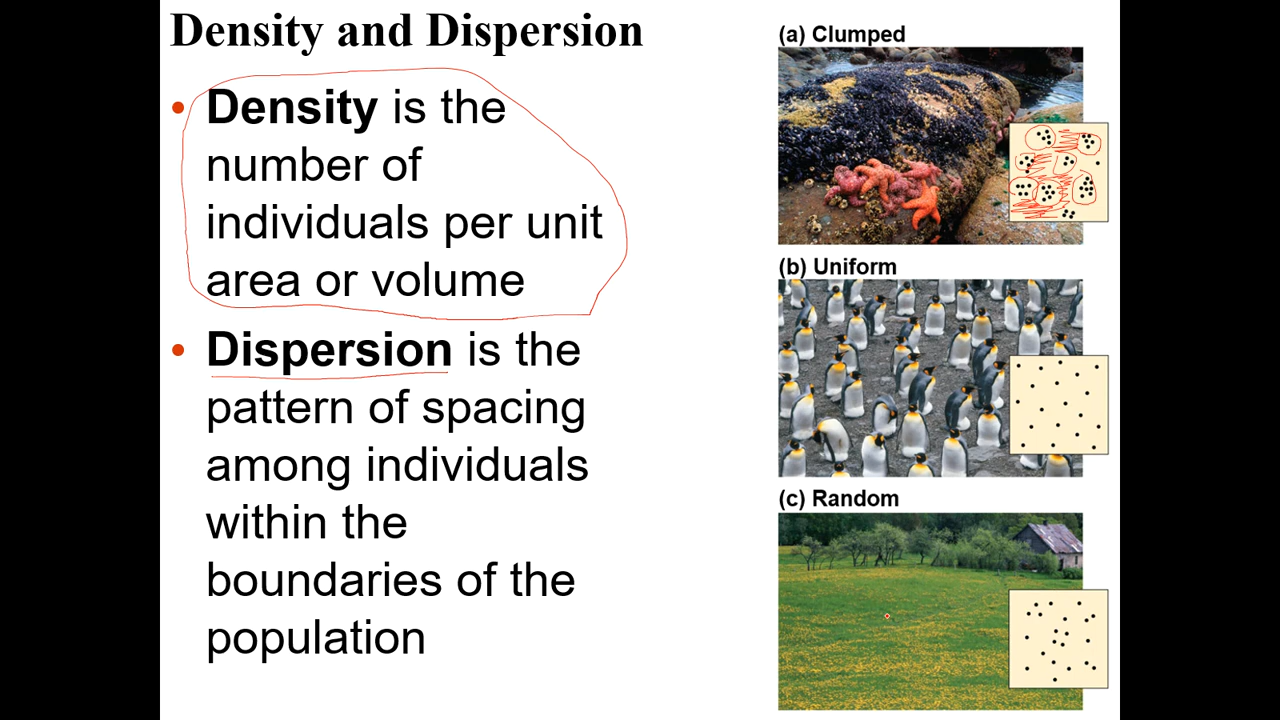 Density and Dispersion
• Density is the
number of
individuals per unit
area or volume
• Dispersion is the
pattern of spacing
among individuals
within the
boundaries of the
population
(a) Clumped
(b) Uniform
(c) Random